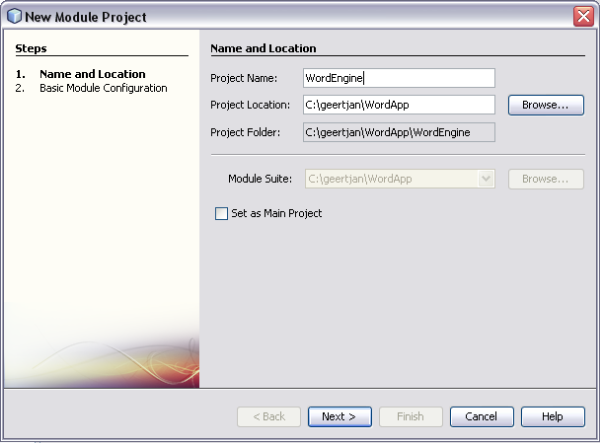 New Module Project
Steps
1. Name and Location
2. Basic Module Configuration
Name and Location
Project Name: WordEngine
Project Location: C:\geertjan\WordApp Browse...
Project Folder: C:\geertjan\WordApp\WordEngine
Module Suite: C:\geertjan\WordApp Browse...
Set as Main Project
< Back Next > Finish Cancel Help